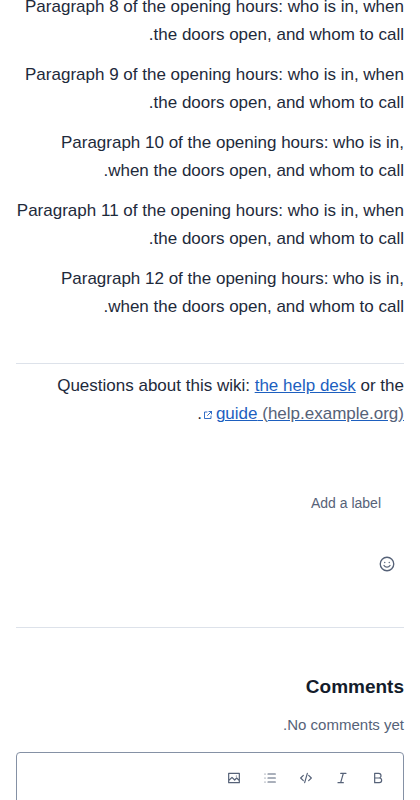 Paragraph 8 of the opening hours: who is in, when
the doors open, and whom to call.
Paragraph 9 of the opening hours: who is in, when
the doors open, and whom to call.
Paragraph 10 of the opening hours: who is in,
when the doors open, and whom to call.
Paragraph 11 of the opening hours: who is in, when
the doors open, and whom to call.
Paragraph 12 of the opening hours: who is in,
when the doors open, and whom to call.
Questions about this wiki: the help desk or the
guide (help.example.org).
Add a label
Comments
No comments yet.